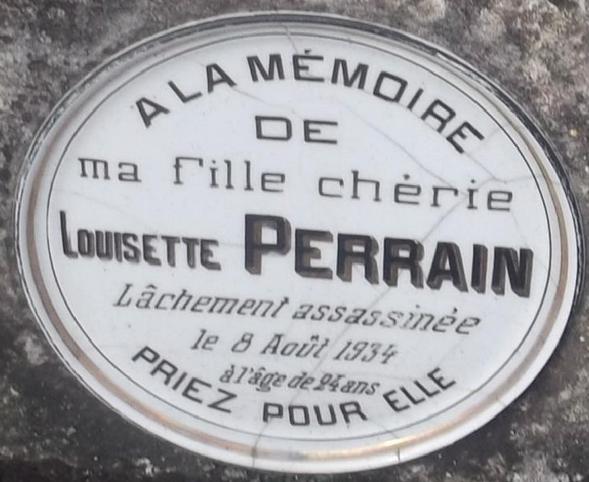 A LA MÉMOIRE
DE
ma fille chérie
LOUISETTE PERRAIN
Lâchement assassinée
le 8 Août 1934
à l'âge de 24 ans
PRIEZ POUR ELLE